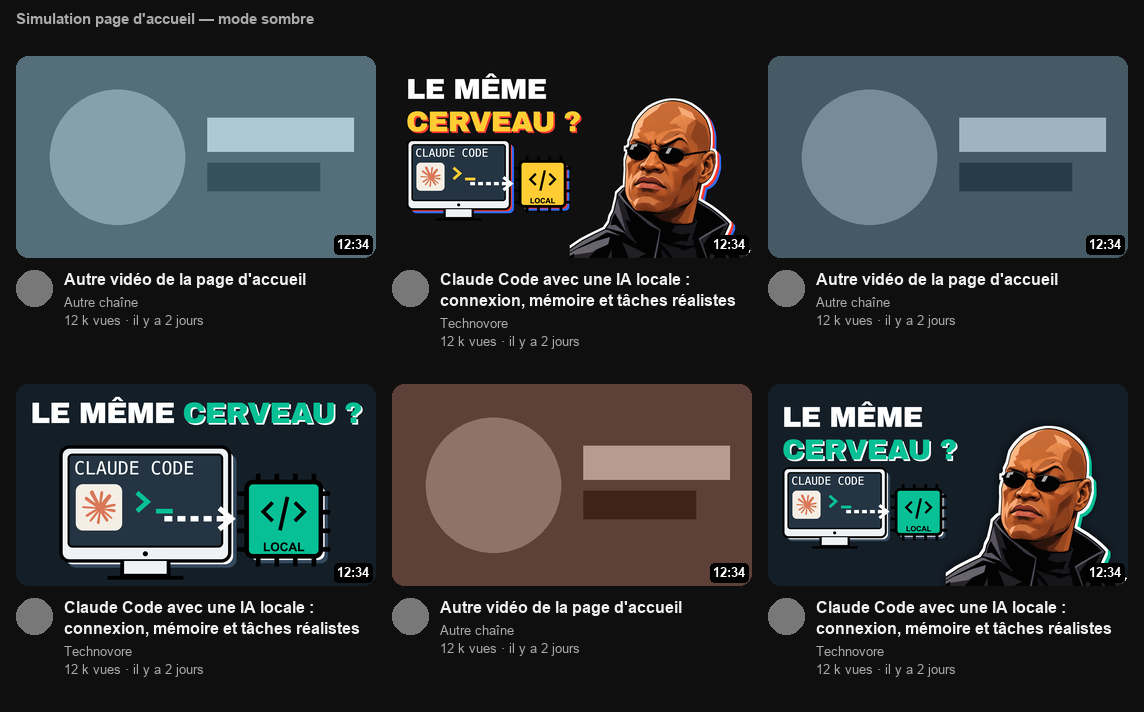 Simulation page d'accueil — mode sombre
12:34
Autre vidéo de la page d'accueil
Autre chaîne
12 k vues · il y a 2 jours
LE MÊME
CERVEAU ?
CLAUDE CODE
>_
</>
LOCAL
12:34
Claude Code avec une IA locale :
connexion, mémoire et tâches réalistes
Technovore
12 k vues · il y a 2 jours
12:34
Autre vidéo de la page d'accueil
Autre chaîne
12 k vues · il y a 2 jours
LE MÊME CERVEAU ?
CLAUDE CODE
>_
</>
LOCAL
12:34
Claude Code avec une IA locale :
connexion, mémoire et tâches réalistes
Technovore
12 k vues · il y a 2 jours
12:34
Autre vidéo de la page d'accueil
Autre chaîne
12 k vues · il y a 2 jours
LE MÊME
CERVEAU ?
CLAUDE CODE
>_
</>
LOCAL
12:34
Claude Code avec une IA locale :
connexion, mémoire et tâches réalistes
Technovore
12 k vues · il y a 2 jours